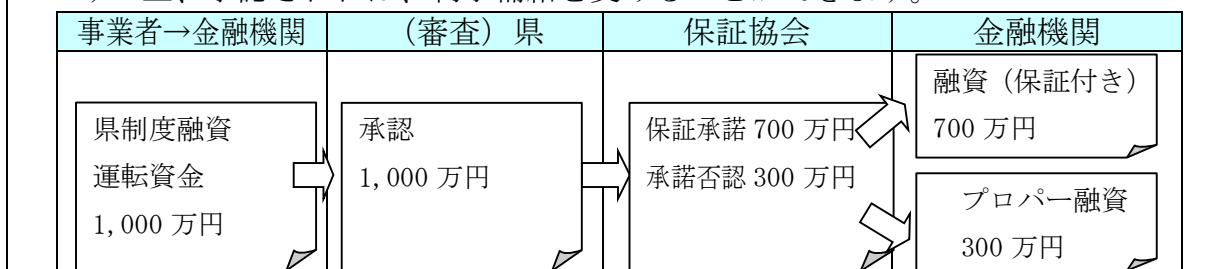 事業者→金融機関
（審査）県
保証協会
金融機関
県制度融資
運転資金
1,000 万円
承認
1,000 万円
保証承諾 700 万円
承諾否認 300 万円
融資（保証付き）
700 万円
プロパー融資
300 万円